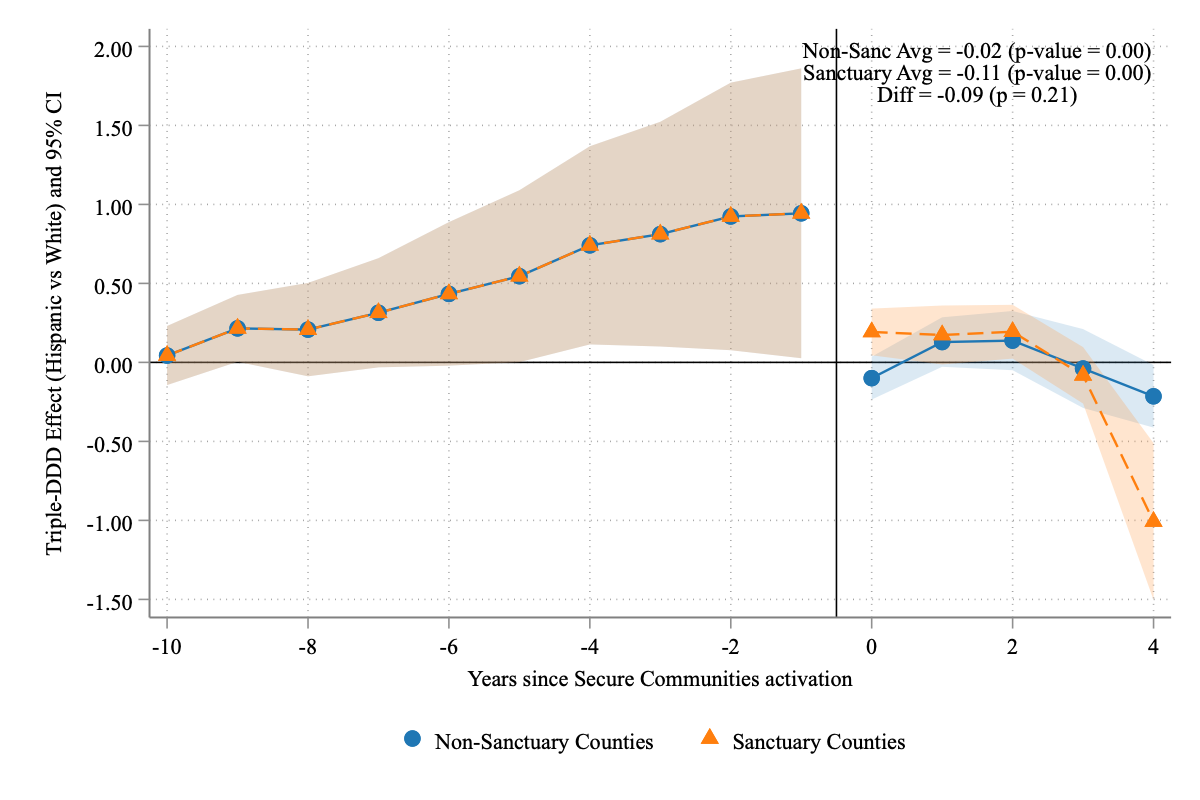 Triple-DDD Effect (Hispanic vs White) and 95% CI
2.00
1.50
1.00
0.50
0.00
-0.50
-1.00
-1.50
Non-Sanc Avg = -0.02 (p-value = 0.00)
Sanctuary Avg = -0.11 (p-value = 0.00)
Diff = -0.09 (p = 0.21)
-10 -8 -6 -4 -2 0 2 4
Years since Secure Communities activation
Non-Sanctuary Counties Sanctuary Counties